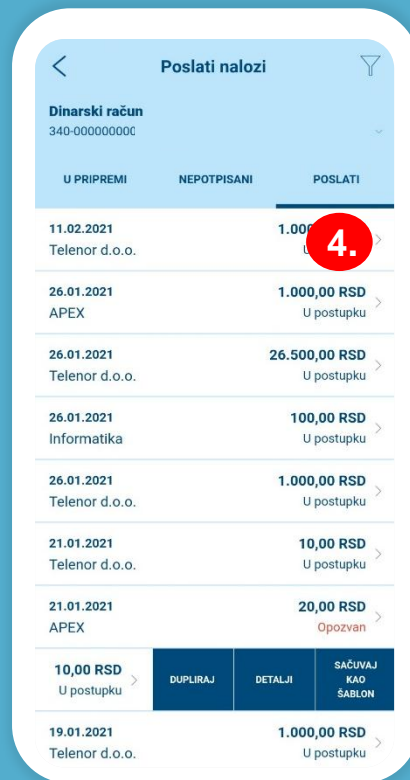 Poslati nalozi
Dinarski račun
340-000000000
U PRIPREMI NEPOTPISANI POSLATI
11.02.2021 1.00
Telenor d.o.o. U
4.
26.01.2021 1.000,00 RSD
APEX U postupku
26.01.2021 26.500,00 RSD
Telenor d.o.o. U postupku
26.01.2021 100,00 RSD
Informatika U postupku
26.01.2021 1.000,00 RSD
Telenor d.o.o. U postupku
21.01.2021 10,00 RSD
Telenor d.o.o. U postupku
21.01.2021 20,00 RSD
APEX Opozvan
10,00 RSD
U postupku
DUPLIRAJ
DETALJI
SAČUVAJ
KAO
ŠABLON
19.01.2021 1.000,00 RSD
Telenor d.o.o. U postupku